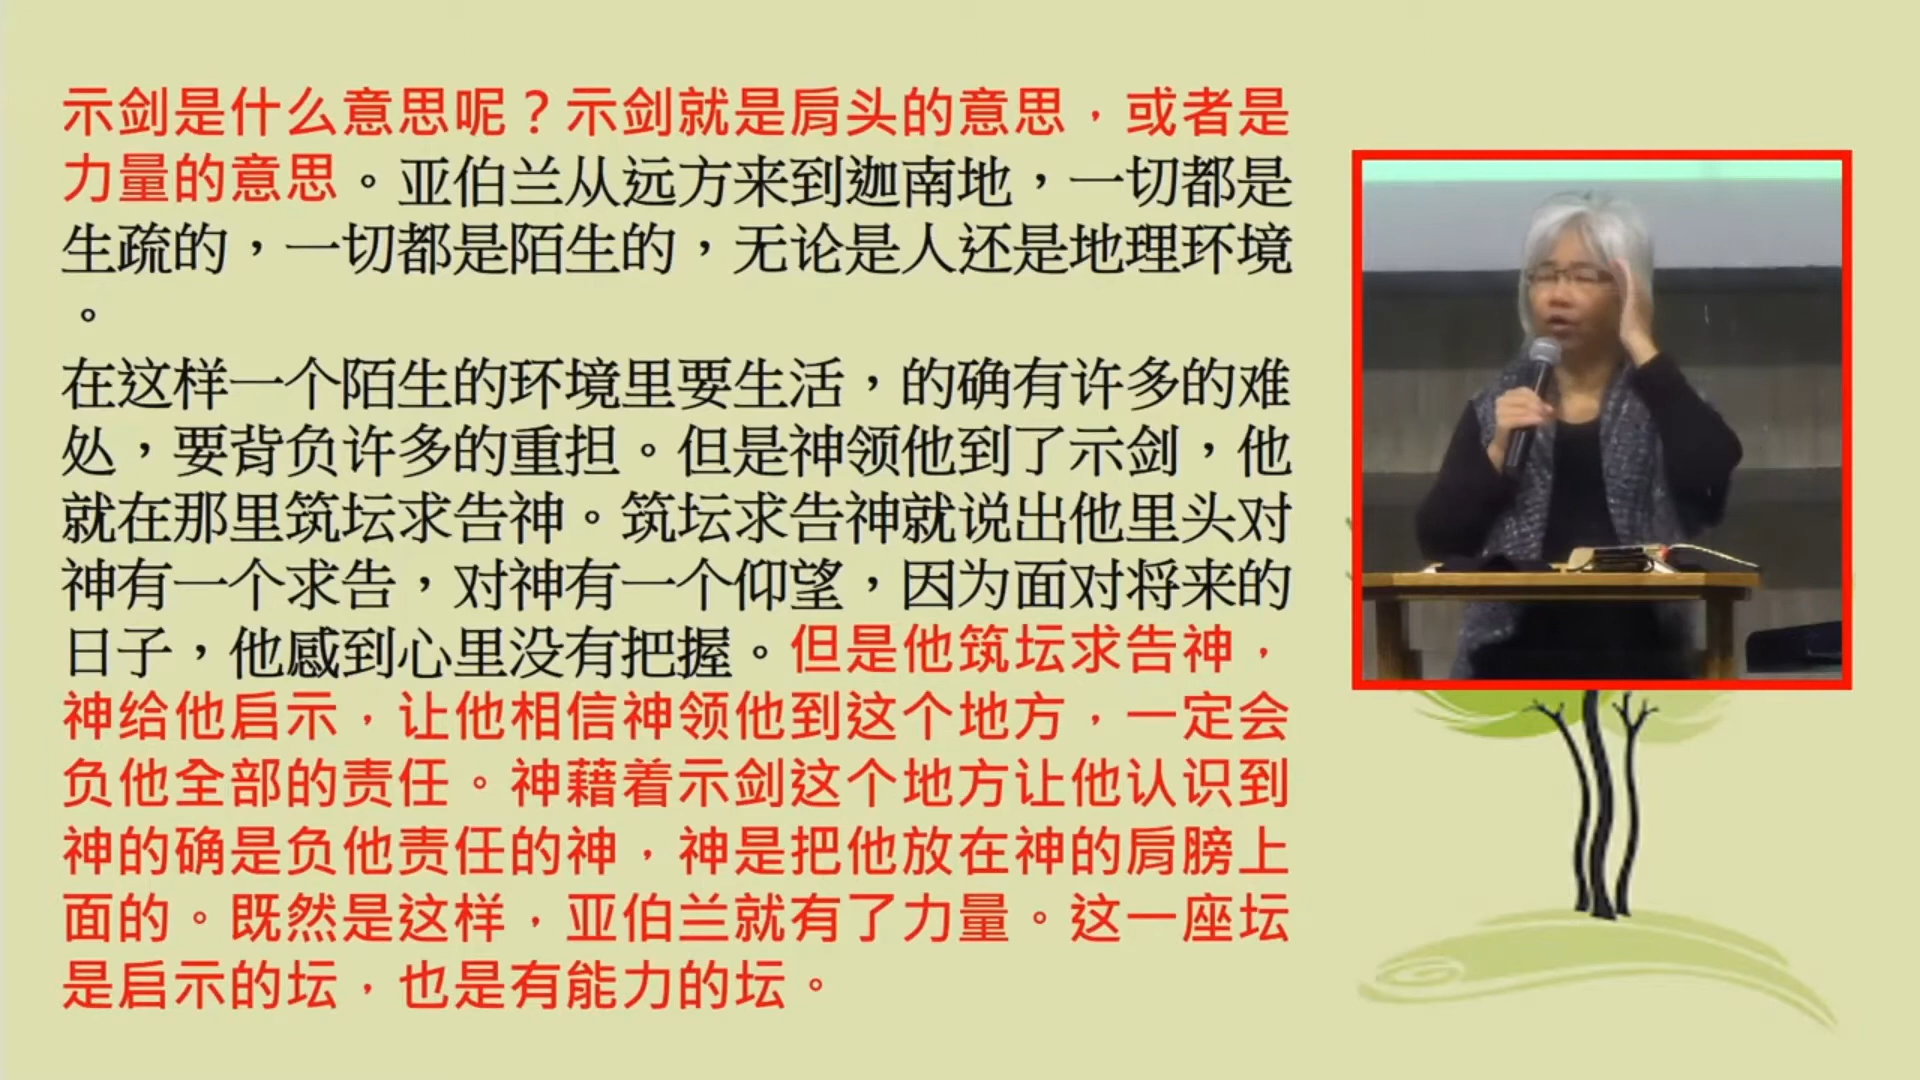 示剑是什么意思呢？示剑就是肩头的意思，或者是
力量的意思。亚伯兰从远方来到迦南地，一切都是
生疏的，一切都是陌生的，无论是人还是地理环境
。
在这样一个陌生的环境里要生活，的确有许多的难
处，要背负许多的重担。但是神领他到了示剑，他
就在那里筑坛求告神。筑坛求告神就说出他里头对
神有一个求告，对神有一个仰望，因为面对将来的
日子，他感到心里没有把握。但是他筑坛求告神，
神给他启示，让他相信神领他到这个地方，一定会
负他全部的责任。神藉着示剑这个地方让他认识到
神的确是负他责任的神，神是把他放在神的肩膀上
面的。既然是这样，亚伯兰就有了力量。这一座坛
是启示的坛，也是有能力的坛。